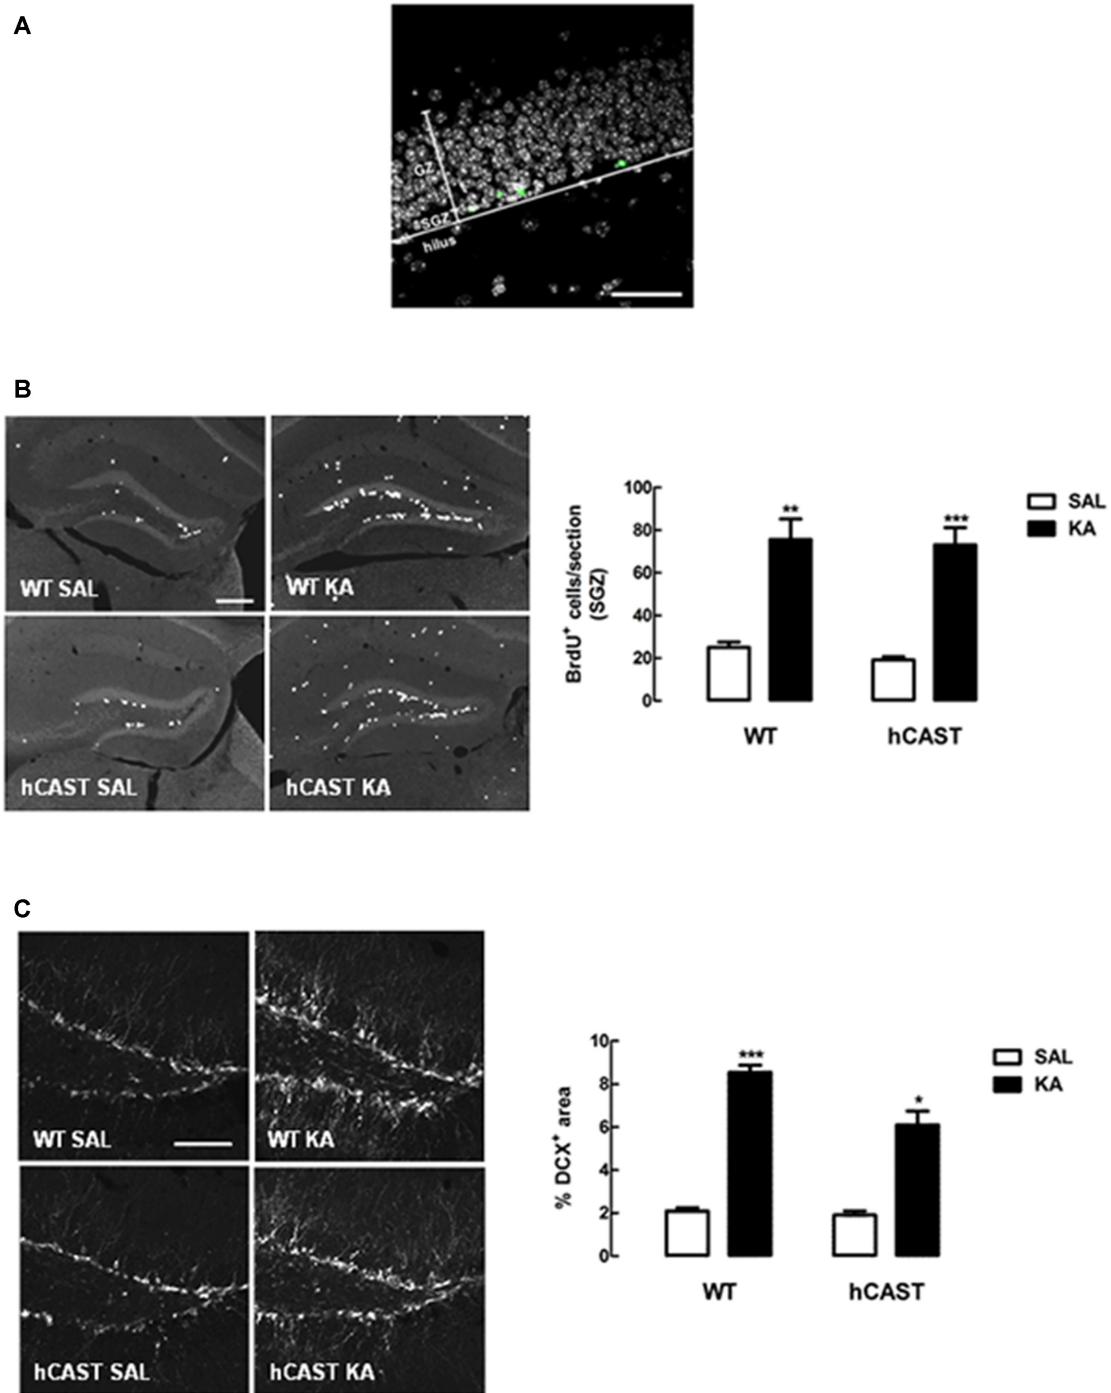 A
GZ
SGZ
hilus
B
WT SAL
WT KA
hCAST SAL
hCAST KA
BrdU⁺ cells/section
(SGZ)
100
80
60
40
20
0
**
***
WT
hCAST
SAL
KA
C
WT SAL
WT KA
hCAST SAL
hCAST KA
% DCX⁺ area
10
8
6
4
2
0
***
*
WT
hCAST
SAL
KA